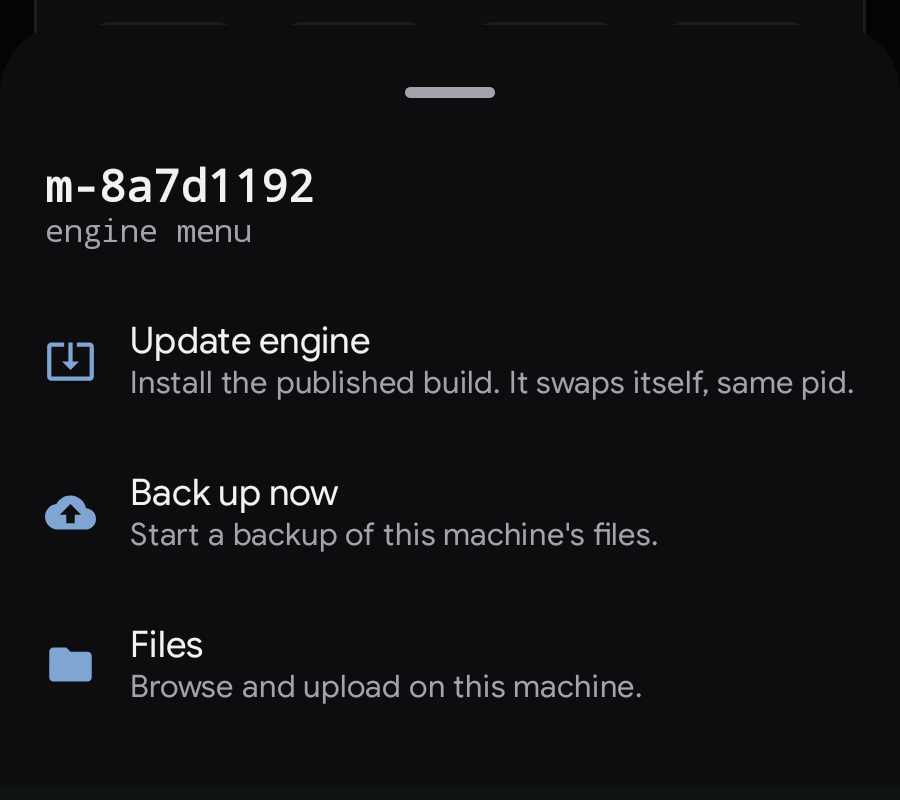 m-8a7d1192
engine menu
Update engine
Install the published build. It swaps itself, same pid.
Back up now
Start a backup of this machine's files.
Files
Browse and upload on this machine.